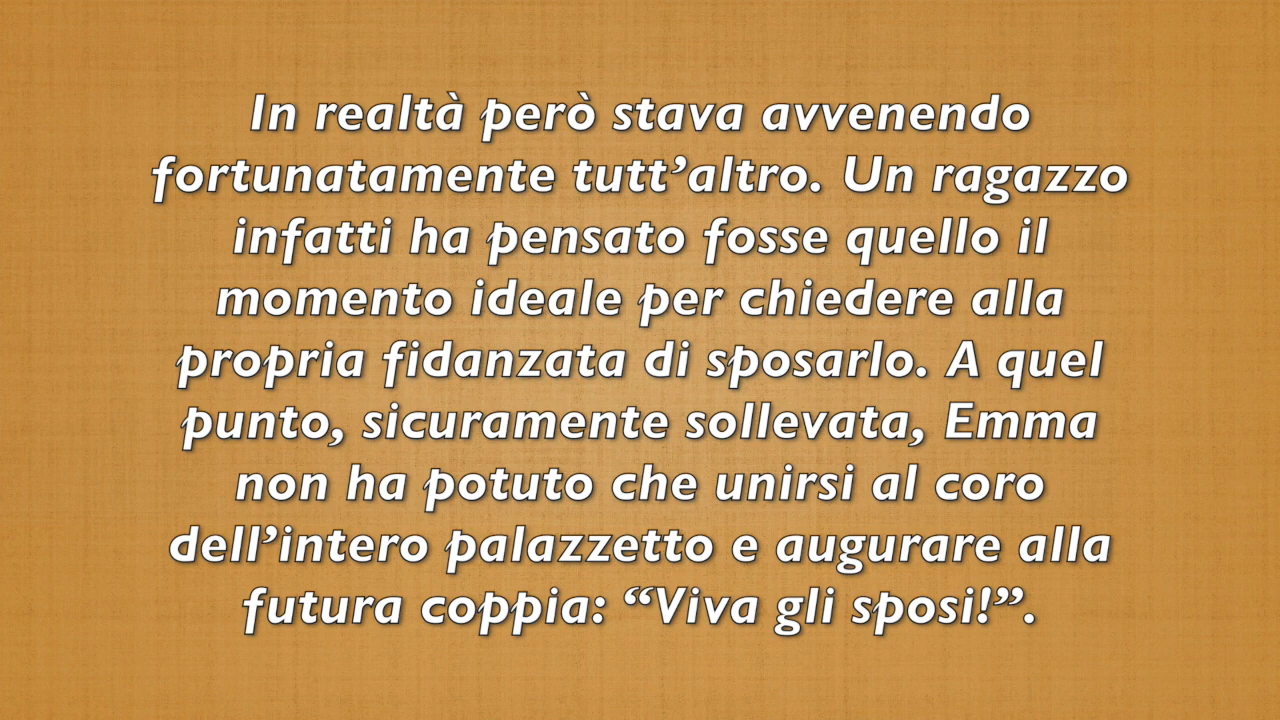 In realtà però stava avvenendo
fortunatamente tutt’altro. Un ragazzo
infatti ha pensato fosse quello il
momento ideale per chiedere alla
propria fidanzata di sposarlo. A quel
punto, sicuramente sollevata, Emma
non ha potuto che unirsi al coro
dell’intero palazzetto e augurare alla
futura coppia: “Viva gli sposi!”.